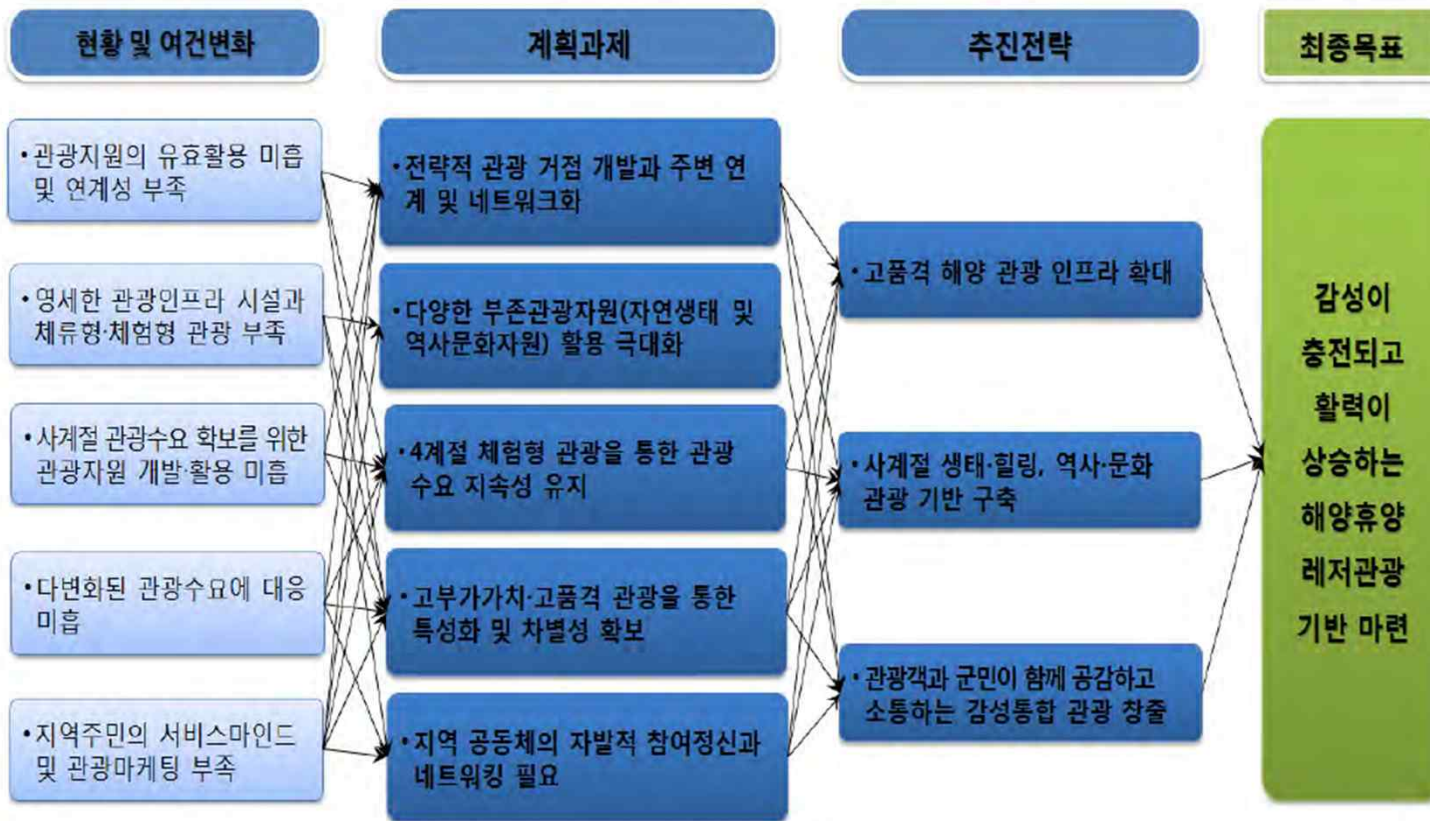 현황 및 여건변화
계획과제
추진전략
최종목표
•관광지원의 유효활용 미흡
및 연계성 부족
•영세한 관광인프라 시설과
체류형·체험형 관광 부족
•사계절 관광수요 확보를 위한
관광자원 개발·활용 미흡
•다변화된 관광수요에 대응
미흡
•지역주민의 서비스마인드
및 관광마케팅 부족
•전략적 관광 거점 개발과 주변 연
계 및 네트워크화
•다양한 부존관광자원(자연생태 및
역사문화자원) 활용 극대화
•4계절 체험형 관광을 통한 관광
수요 지속성 유지
•고부가가치·고품격 관광을 통한
특성화 및 차별성 확보
•지역 공동체의 자발적 참여정신과
네트워킹 필요
•고품격 해양 관광 인프라 확대
•사계절 생태·힐링, 역사·문화
관광 기반 구축
•관광객과 군민이 함께 공감하고
소통하는 감성통합 관광 창출
감성이
충전되고
활력이
상승하는
해양휴양
레저관광
기반 마련